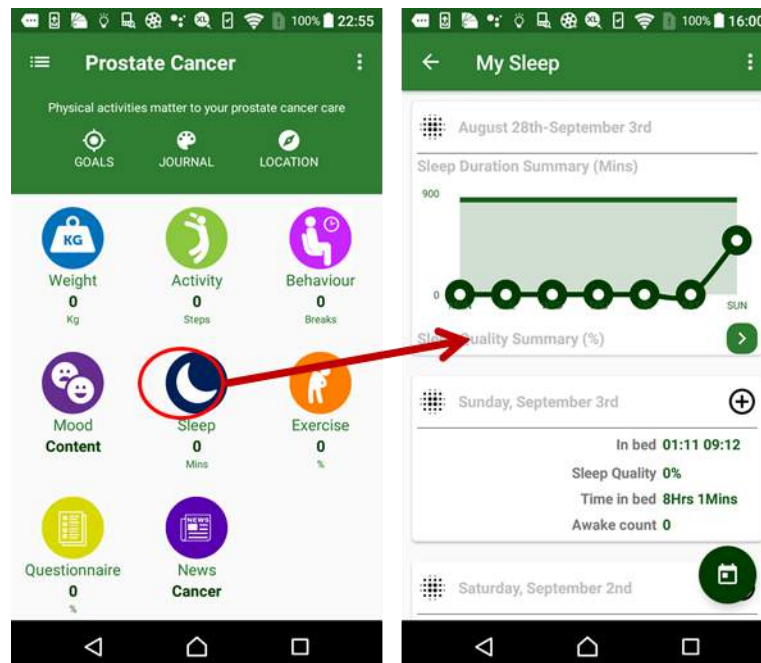 100% 22:55
Prostate Cancer
Physical activities matter to your prostate cancer care
GOALS JOURNAL LOCATION
KG
Weight Activity Behaviour
0 0 0
Kg Steps Breaks
Mood Sleep Exercise
Content 0 0
Mins %
NEWS
Questionnaire News
0 Cancer
%
XL 100% 16:00
My Sleep
August 28th-September 3rd
Sleep Duration Summary (Mins)
900
0
SUN
Quality Summary (%)
Sunday, September 3rd
In bed 01:11 09:12
Sleep Quality 0%
Time in bed 8Hrs 1Mins
Awake count 0
Saturday, September 2nd